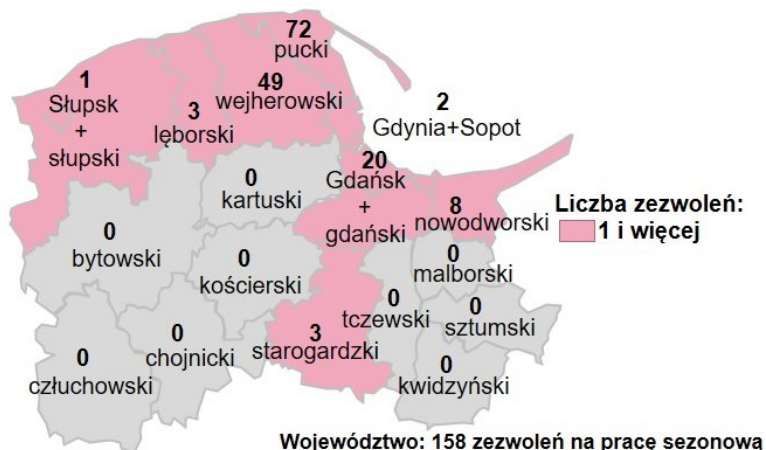 72
pucki
1
Słupsk
+
słupski
3
lęborski
49
wejherowski
2
Gdynia+Sopot
20
Gdańsk
+
gdański
8
nowodworski
Liczba zezwoleń:
1 i więcej
0
kartuski
0
bytowski
0
kościerski
0
malborski
0
tczewski
0
sztumski
0
człuchowski
0
chojnicki
3
starogardzki
0
kwidzyński
Województwo: 158 zezwoleń na pracę sezonową